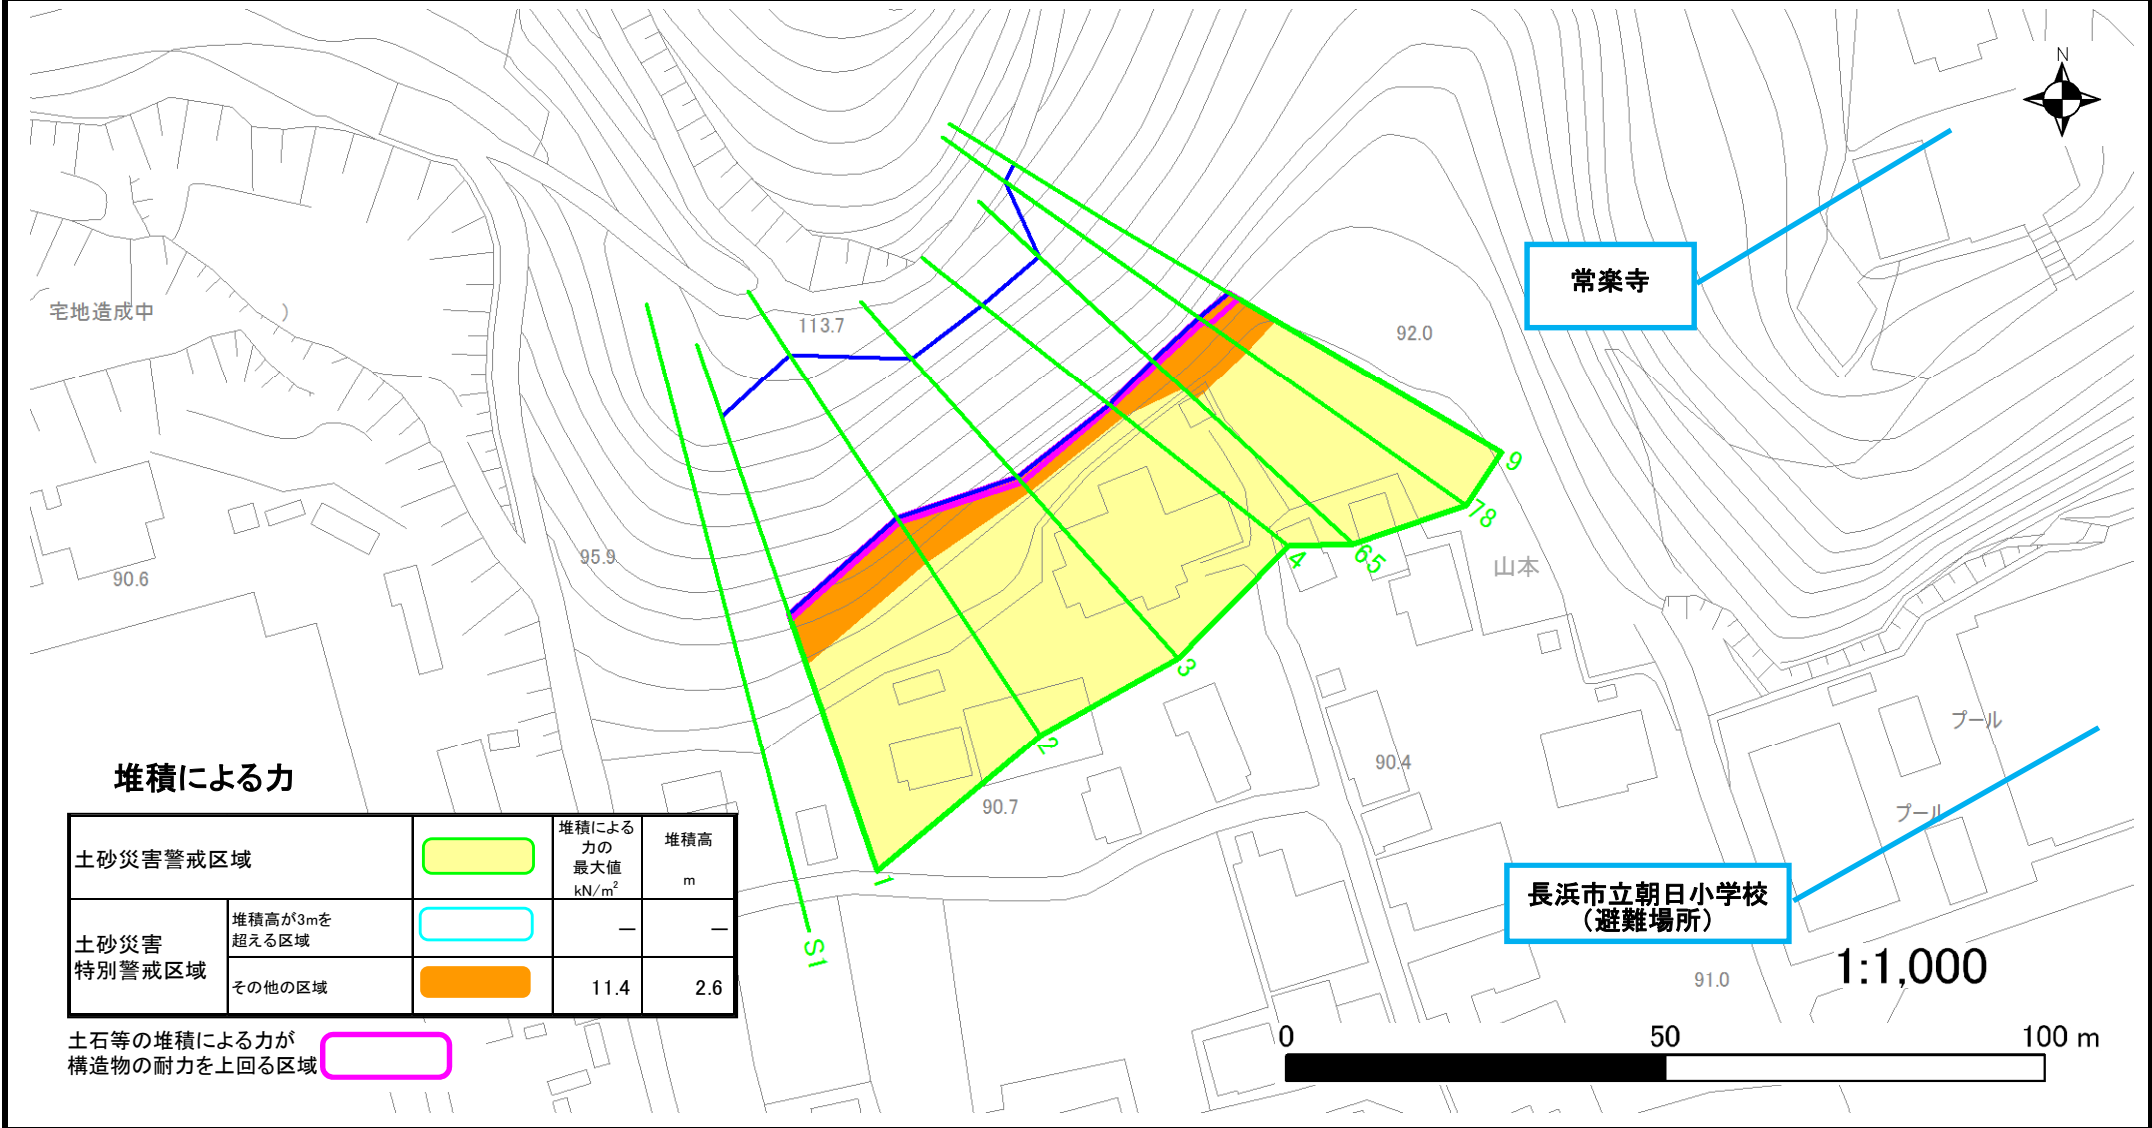 N
常楽寺
宅地造成中
)
113.7
92.0
9
78
65
4
山本
95.9
90.6
3
2
プール
90.4
90.7
プール
1
長浜市立朝日小学校
(避難場所)
S1
91.0
1:1,000
0 50 100 m
堆積による力
土砂災害警戒区域
堆積による
力の
最大値
kN/m²
堆積高
m
土砂災害
特別警戒区域
堆積高が3mを
超える区域
― ―
その他の区域
11.4 2.6
土石等の堆積による力が
構造物の耐力を上回る区域